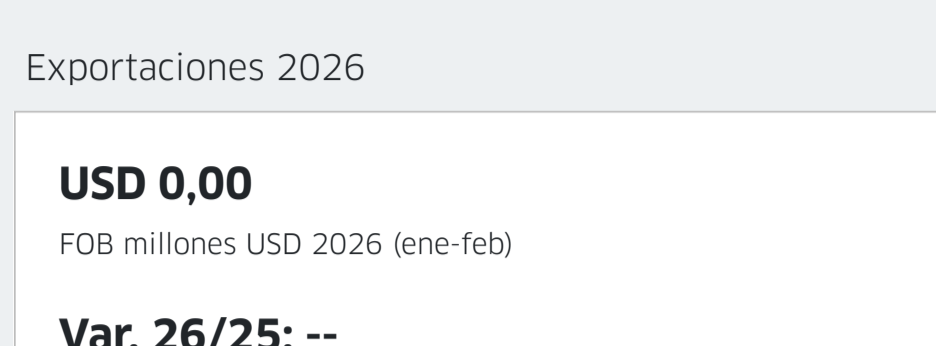 Exportaciones 2026
USD 0,00
FOB millones USD 2026 (ene-feb)
Var. 26/25: --